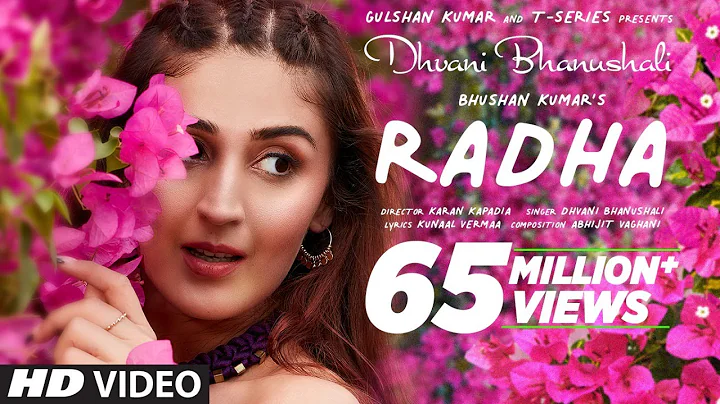 GULSHAN KUMAR AND T-SERIES PRESENTS
Dhvani Bhanushali
BHUSHAN KUMAR'S
RADHA
DIRECTOR KARAN KAPADIA SINGER DHVANI BHANUSHALI
LYRICS KUNAAL VERMAA COMPOSITION ABHIJIT VAGHANI
65 MILLION+
VIEWS
HD VIDEO